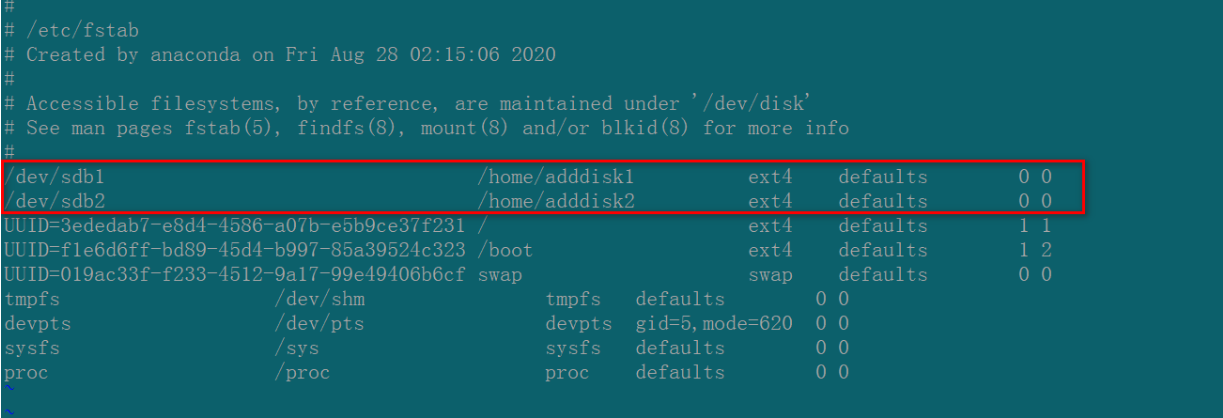 #
# /etc/fstab
# Created by anaconda on Fri Aug 28 02:15:06 2020
#
# Accessible filesystems, by reference, are maintained under '/dev/disk'
# See man pages fstab(5), findfs(8), mount(8) and/or blkid(8) for more info
#
/dev/sdb1 /home/adddisk1 ext4 defaults 0 0
/dev/sdb2 /home/adddisk2 ext4 defaults 0 0
UUID=3ededab7-e8d4-4586-a07b-e5b9ce37f231 / ext4 defaults 1 1
UUID=f1e6d6ff-bd89-45d4-b997-85a39524c323 /boot ext4 defaults 1 2
UUID=019ac33f-f233-4512-9a17-99e49406b6cf swap swap defaults 0 0
tmpfs /dev/shm tmpfs defaults 0 0
devpts /dev/pts devpts gid=5,mode=620 0 0
sysfs /sys sysfs defaults 0 0
proc /proc proc defaults 0 0
~
~